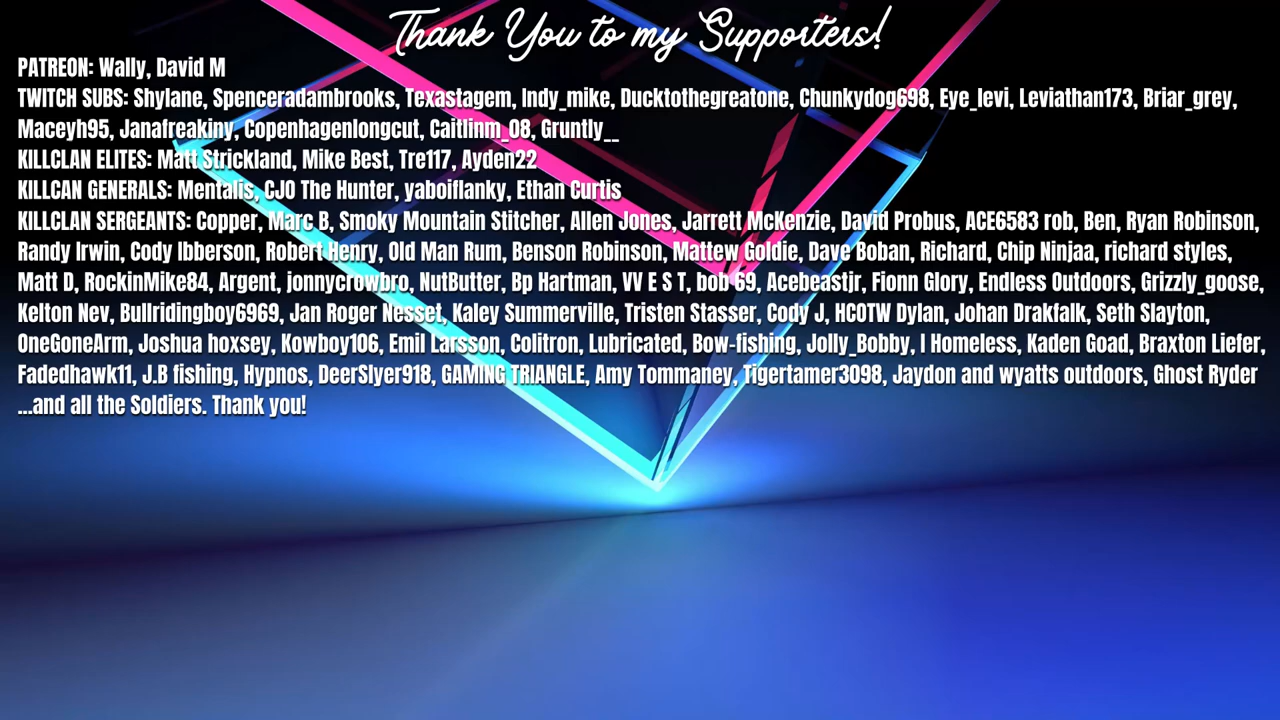 Thank You to my Supporters!
PATREON: Wally, David M
TWITCH SUBS: Shylane, Spenceradambrooks, Texastagem, Indy_mike, Ducktothegreatone, Chunkydog698, Eye_levi, Leviathan173, Briar_grey,
Maceyh95, Janafreakiny, Copenhagenlongcut, Caitlinm_08, Gruntly__
KILLCLAN ELITES: Matt Strickland, Mike Best, Tre117, Ayden22
KILLCAN GENERALS: Mentalis, CJO The Hunter, yaboiflanky, Ethan Curtis
KILLCLAN SERGEANTS: Copper, Marc B, Smoky Mountain Stitcher, Allen Jones, Jarrett McKenzie, David Probus, ACE6583 rob, Ben, Ryan Robinson,
Randy Irwin, Cody Ibberson, Robert Henry, Old Man Rum, Benson Robinson, Mattew Goldie, Dave Boban, Richard, Chip Ninjaa, richard styles,
Matt D, RockinMike84, Argent, jonnycrowbro, NutButter, Bp Hartman, VV E S T, bob 69, Acebeastjr, Fionn Glory, Endless Outdoors, Grizzly_goose,
Kelton Nev, Bullridingboy6969, Jan Roger Nesset, Kaley Summerville, Tristen Stasser, Cody J, HCOTW Dylan, Johan Drakfalk, Seth Slayton,
OneGoneArm, Joshua hoxsey, Kowboy106, Emil Larsson, Colitron, Lubricated, Bow-fishing, Jolly_Bobby, I Homeless, Kaden Goad, Braxton Liefer,
Fadedhawk11, J.B fishing, Hypnos, DeerSlyer918, GAMING TRIANGLE, Amy Tommaney, Tigertamer3098, Jaydon and wyatts outdoors, Ghost Ryder
...and all the Soldiers. Thank you!